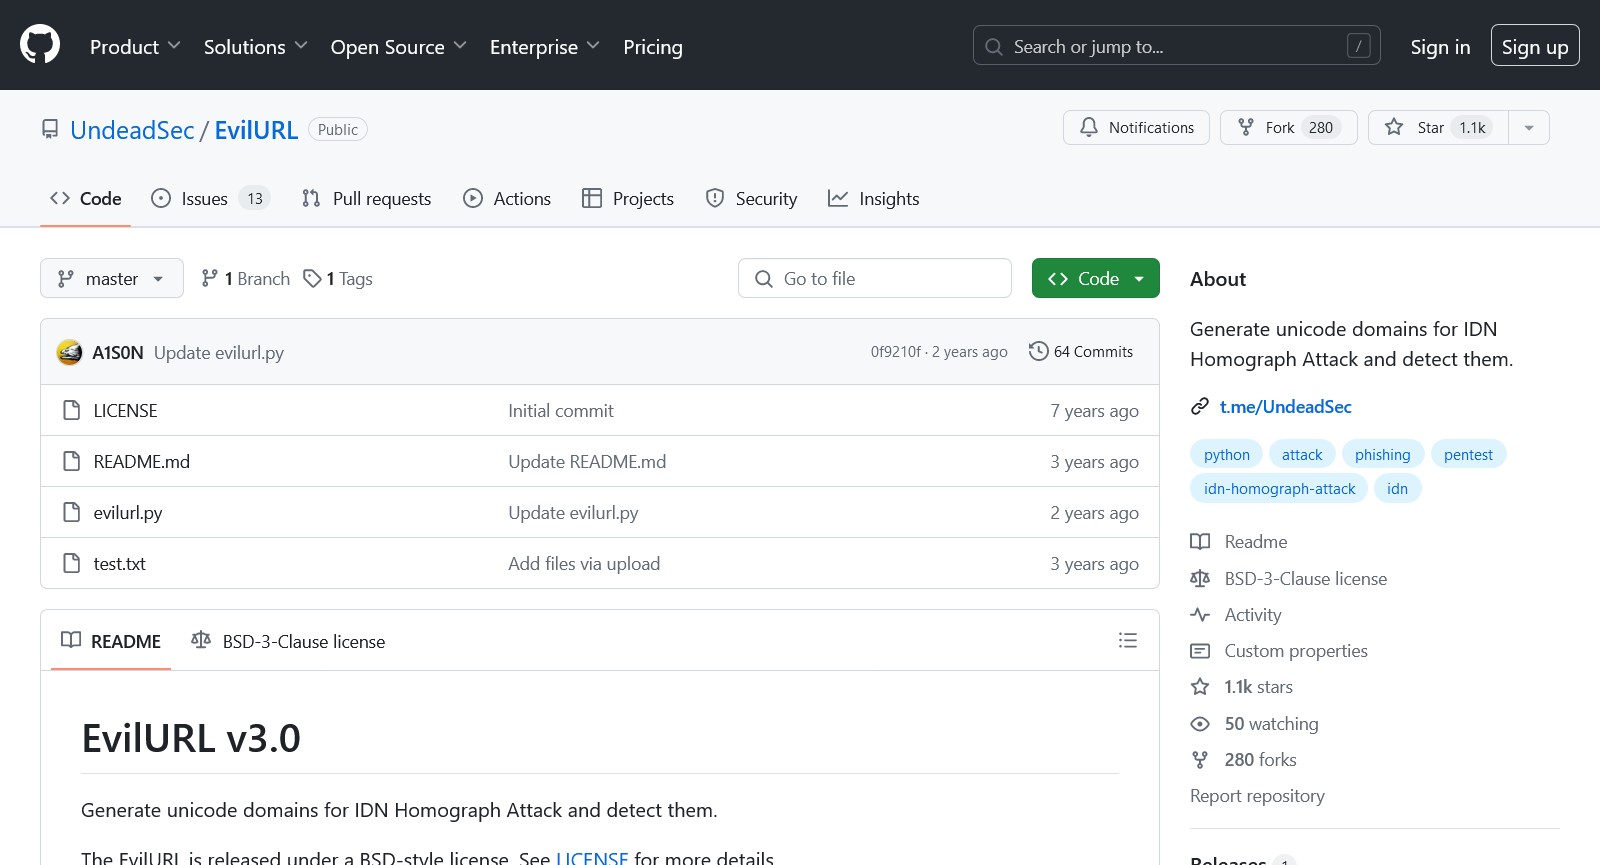 Product Solutions Open Source Enterprise Pricing Search or jump to... / Sign in Sign up
UndeadSec / EvilURL Public Notifications Fork 280 Star 1.1k
Code Issues 13 Pull requests Actions Projects Security Insights
master 1 Branch 1 Tags Go to file Code
A1S0N Update evilurl.py 0f9210f · 2 years ago 64 Commits
LICENSE Initial commit 7 years ago
README.md Update README.md 3 years ago
evilurl.py Update evilurl.py 2 years ago
test.txt Add files via upload 3 years ago
README BSD-3-Clause license
EvilURL v3.0
Generate unicode domains for IDN Homograph Attack and detect them.
The EvilURL is released under a BSD-style license. See LICENSE for more details
About
Generate unicode domains for IDN
Homograph Attack and detect them.
t.me/UndeadSec
python attack phishing pentest
idn-homograph-attack idn
Readme
BSD-3-Clause license
Activity
Custom properties
1.1k stars
50 watching
280 forks
Report repository
Releases 1